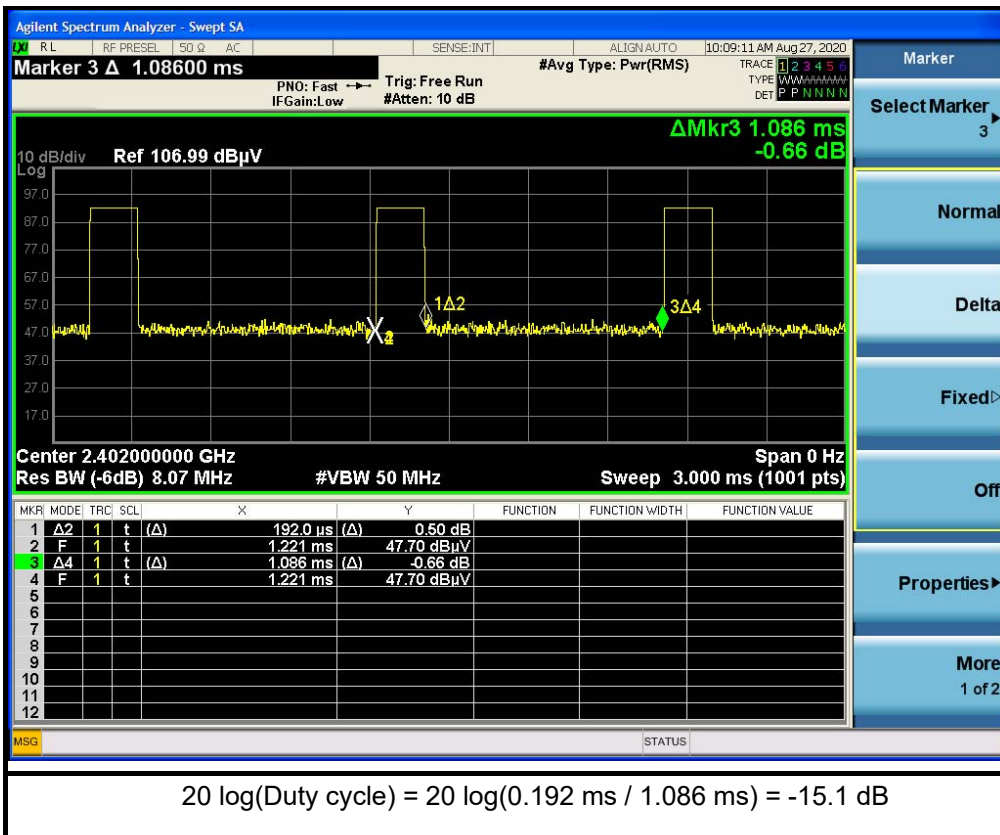 Agilent Spectrum Analyzer - Swept SA
LXI RL RF PRESEL 50 Ω AC SENSE:INT ALIGN AUTO 10:09:11 AM Aug 27, 2020
Marker 3 Δ 1.08600 ms
PNO: Fast
IFGain:Low
Trig: Free Run
#Atten: 10 dB
#Avg Type: Pwr(RMS)
TRACE 1 2 3 4 5 6
TYPE WWWWWW
DET P P N N N N
ΔMkr3 1.086 ms
-0.66 dB
10 dB/div Ref 106.99 dBµV
Log
97.0
87.0
77.0
67.0
57.0
47.0
37.0
27.0
17.0
1Δ2
3Δ4
Center 2.402000000 GHz Span 0 Hz
Res BW (-6dB) 8.07 MHz #VBW 50 MHz Sweep 3.000 ms (1001 pts)
MKR MODE TRC SCL X Y FUNCTION FUNCTION WIDTH FUNCTION VALUE
1 Δ2 1 t (Δ) 192.0 µs (Δ) 0.50 dB
2 F 1 t 1.221 ms 47.70 dBµV
3 Δ4 1 t (Δ) 1.086 ms (Δ) -0.66 dB
4 F 1 t 1.221 ms 47.70 dBµV
5
6
7
8
9
10
11
12
MSG STATUS
Marker
Select Marker
3
Normal
Delta
Fixed
Off
Properties
More
1 of 2
20 log(Duty cycle) = 20 log(0.192 ms / 1.086 ms) = -15.1 dB